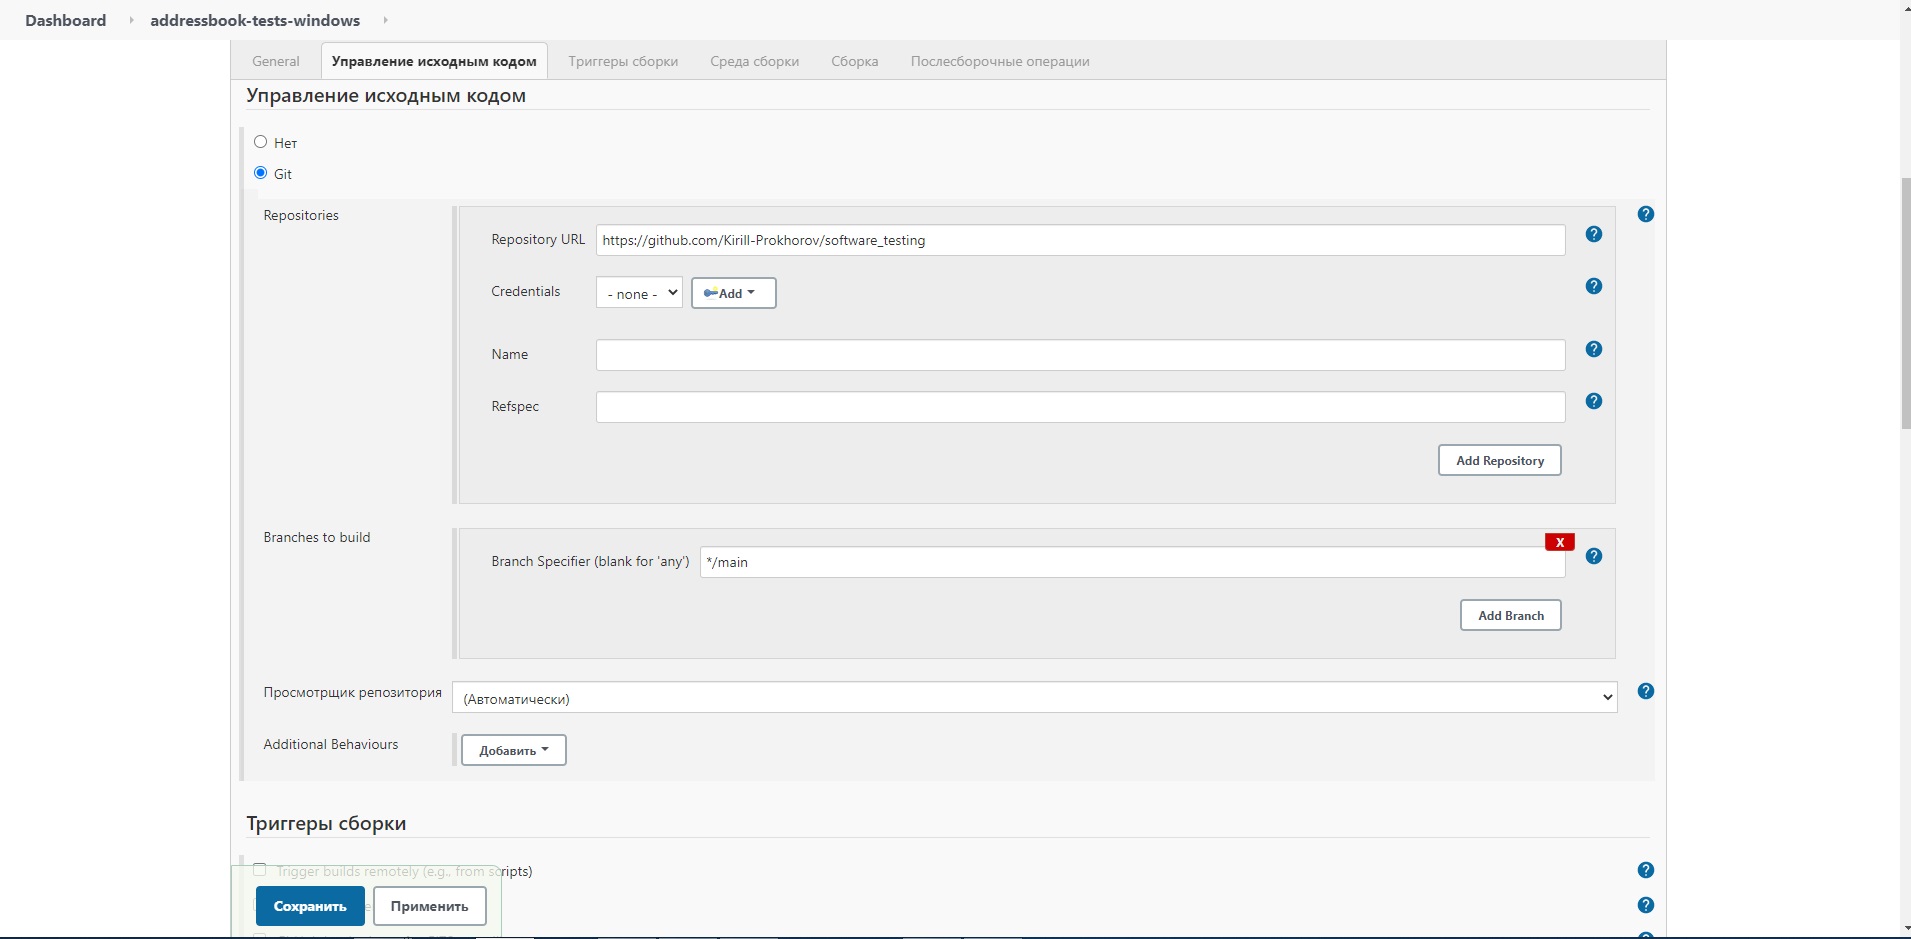 Dashboard addressbook-tests-windows
General Управление исходным кодом Триггеры сборки Среда сборки Сборка Послесборочные операции
Управление исходным кодом
Нет
Git
Repositories
Repository URL https://github.com/Kirill-Prokhorov/software_testing
Credentials - none - Add
Name
Refspec
Add Repository
Branches to build
X
Branch Specifier (blank for 'any') */main
Add Branch
Просмотрщик репозитория (Автоматически)
Additional Behaviours Добавить
Триггеры сборки
Trigger builds remotely (e.g., from scripts)
Сохранить Применить